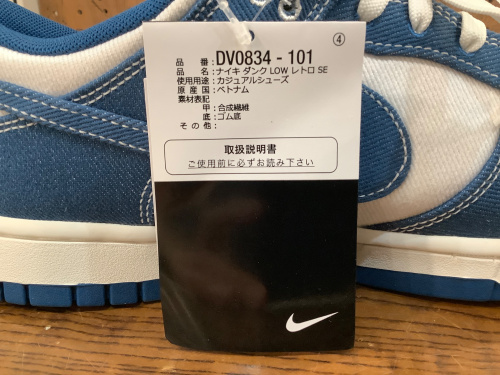 ④
品 番 : DV0834 - 101
品 名 : ナイキ ダンク LOW レトロ SE
使用用途 : カジュアルシューズ
原 産 国 : ベトナム
素材表記
甲 : 合成繊維
底 : ゴム底
そ の 他 :
取扱説明書
ご使用前に必ずお読み下さい